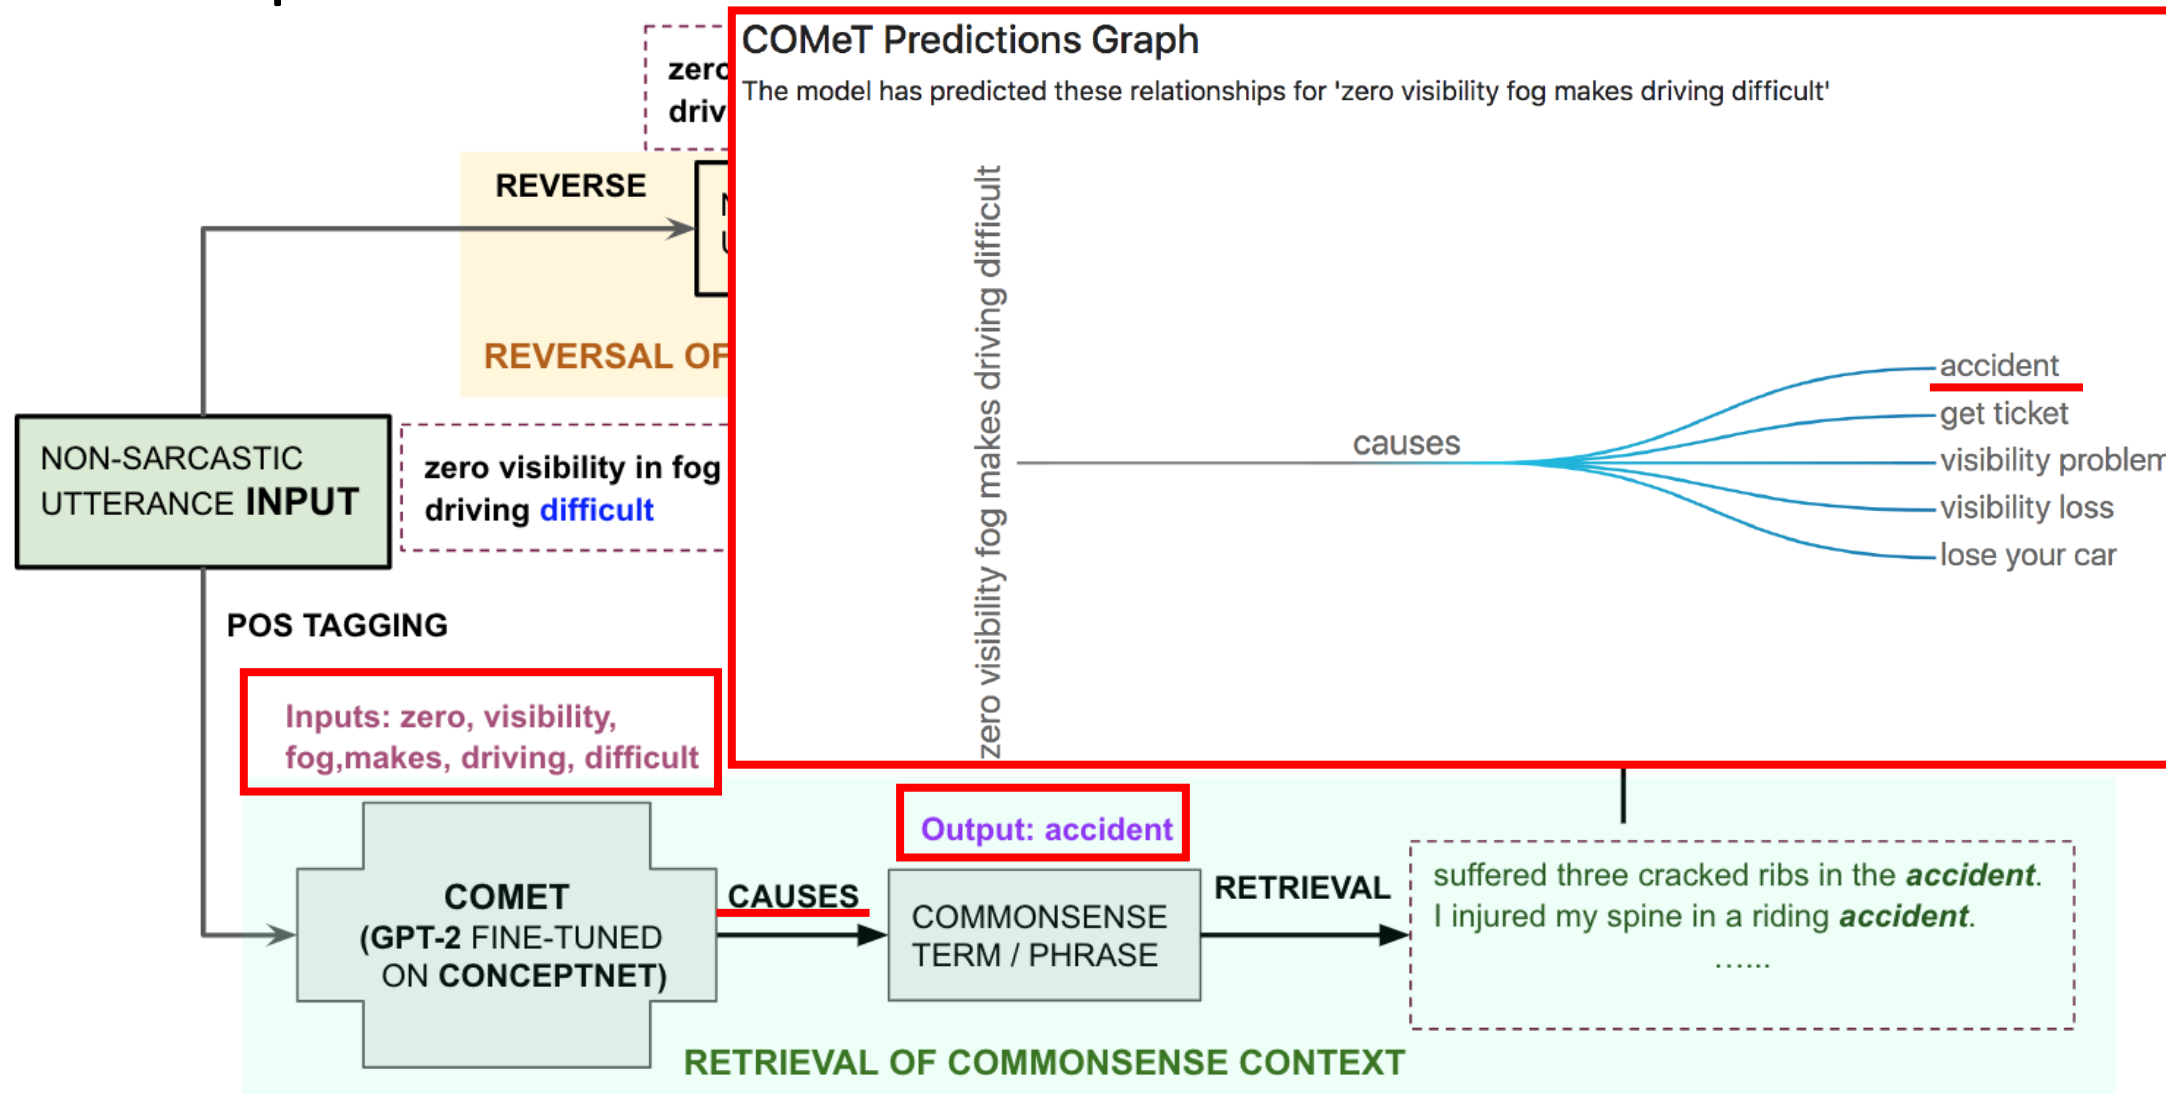 COMeT Predictions Graph
The model has predicted these relationships for 'zero visibility fog makes driving difficult'
zero visibility fog makes driving difficult
causes
accident
get ticket
visibility problem
visibility loss
lose your car
zero
driv
REVERSE
REVERSAL OF
NON-SARCASTIC
UTTERANCE INPUT
zero visibility in fog
driving difficult
POS TAGGING
Inputs: zero, visibility,
fog,makes, driving, difficult
COMET
(GPT-2 FINE-TUNED
ON CONCEPTNET)
CAUSES
Output: accident
COMMONSENSE
TERM / PHRASE
RETRIEVAL
suffered three cracked ribs in the accident.
I injured my spine in a riding accident.
......
RETRIEVAL OF COMMONSENSE CONTEXT